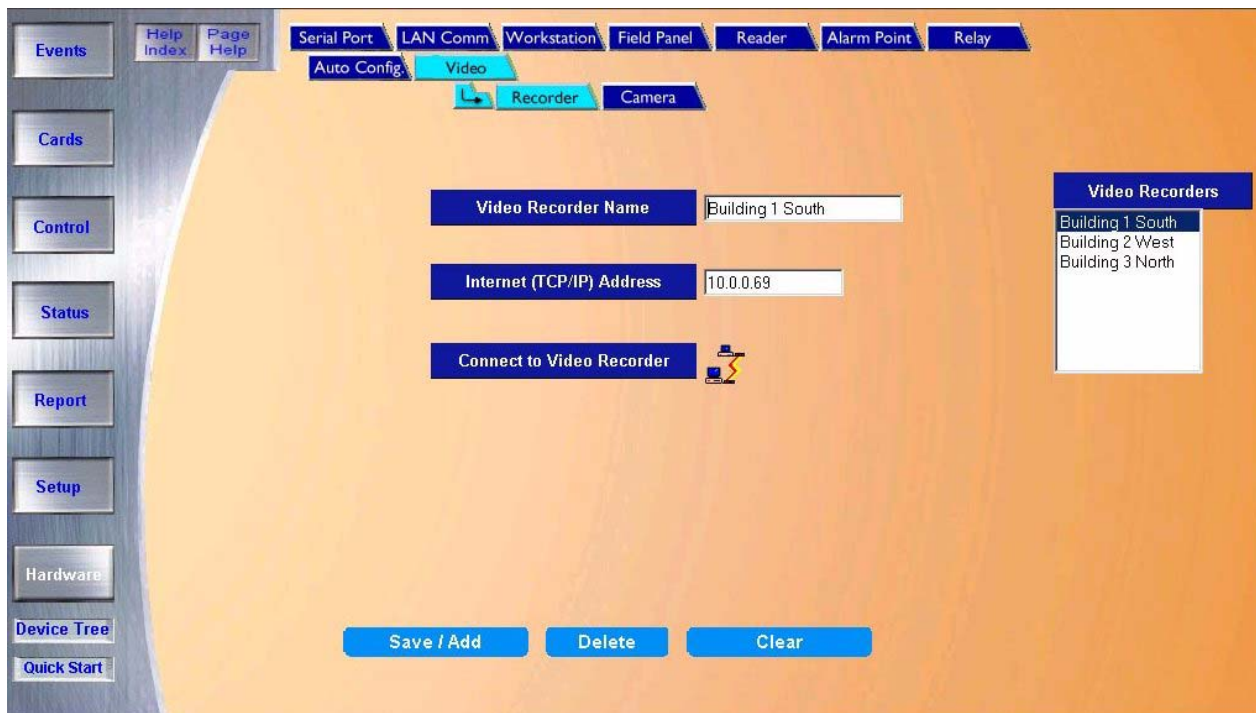 Events
Help Index
Page Help
Serial Port
LAN Comm
Workstation
Field Panel
Reader
Alarm Point
Relay
Auto Config.
Video
Recorder
Camera
Cards
Control
Status
Report
Setup
Hardware
Device Tree
Quick Start
Video Recorder Name
Building 1 South
Internet (TCP/IP) Address
10.0.0.69
Connect to Video Recorder
Video Recorders
Building 1 South
Building 2 West
Building 3 North
Save / Add
Delete
Clear